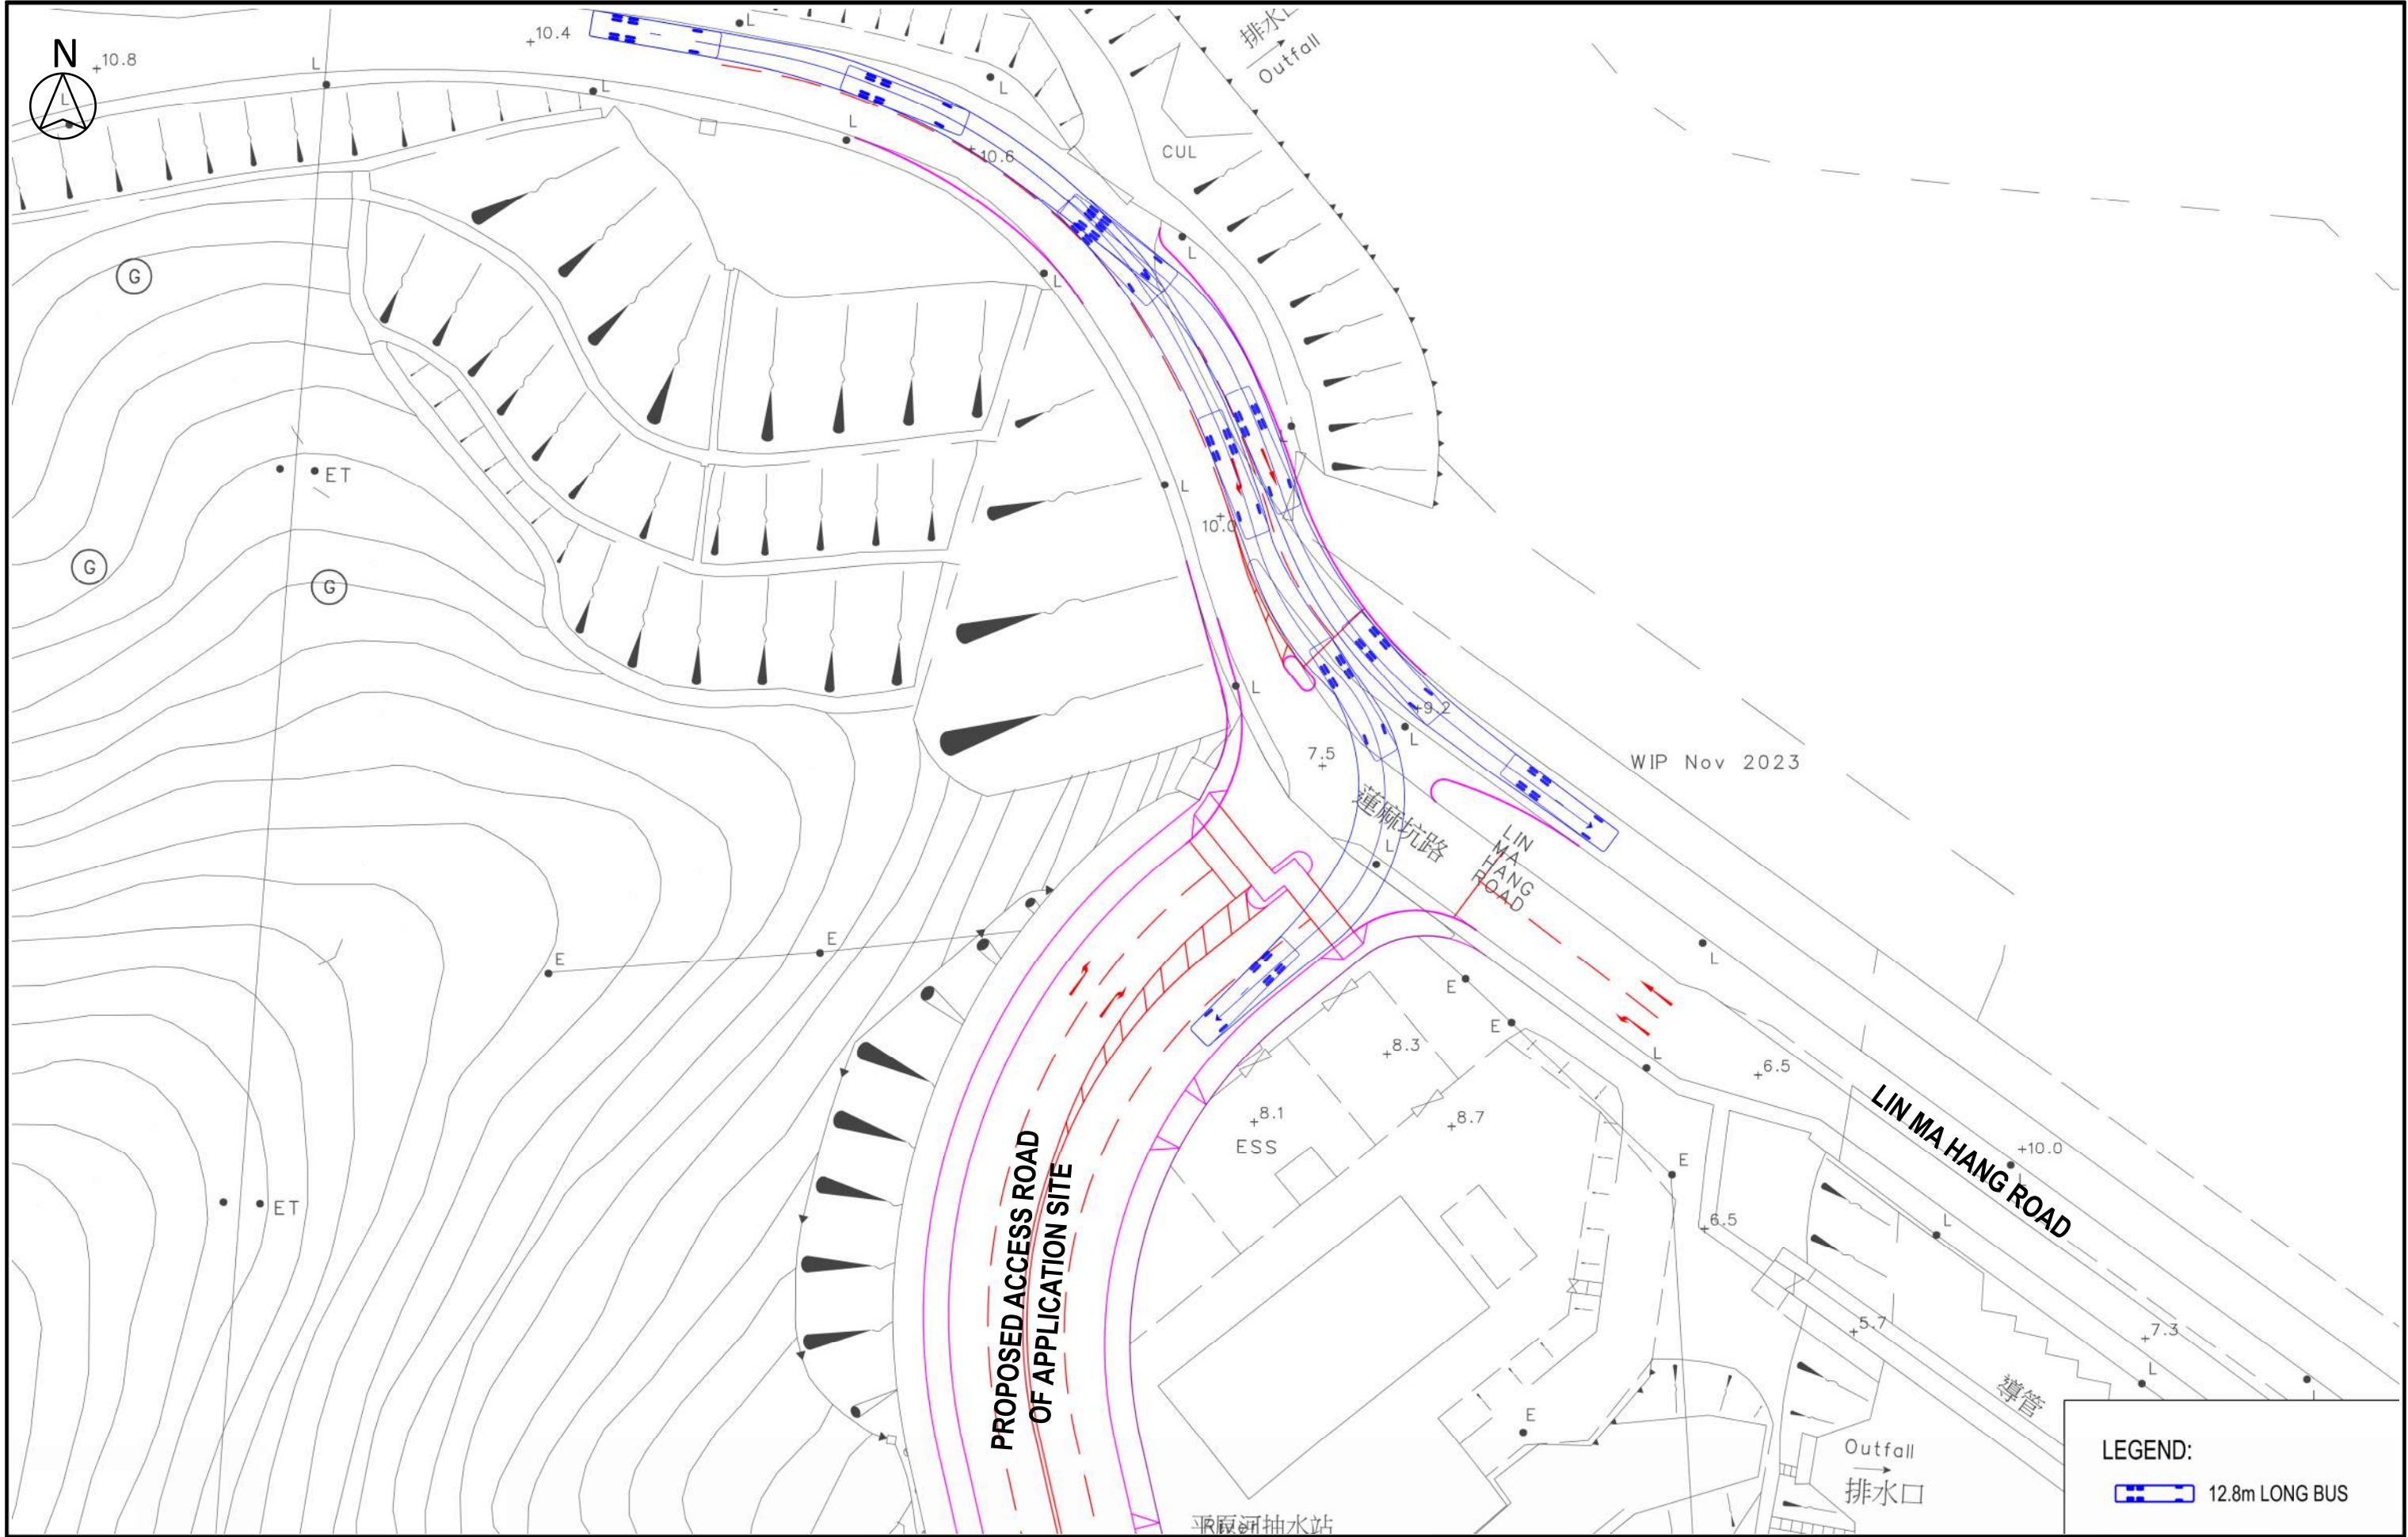 N
+10.8
L
L
+10.4
L
L
L
L
排水
Outfall
CUL
+10.6
L
L
G
ET
L
10.0
G
G
L
+9.2
L
7.5
WIP Nov 2023
蓮麻坑路
L
LIN
MA
HANG
ROAD
E
E
L
E
E
+8.3
L
+6.5
+8.1
+8.7
ESS
LIN MA HANG ROAD
+10.0
E
PROPOSED ACCESS ROAD
OF APPLICATION SITE
ET
6.5
L
+5.7
+7.3
L
導管
L
E
Outfall
排水口
LEGEND:
12.8m LONG BUS